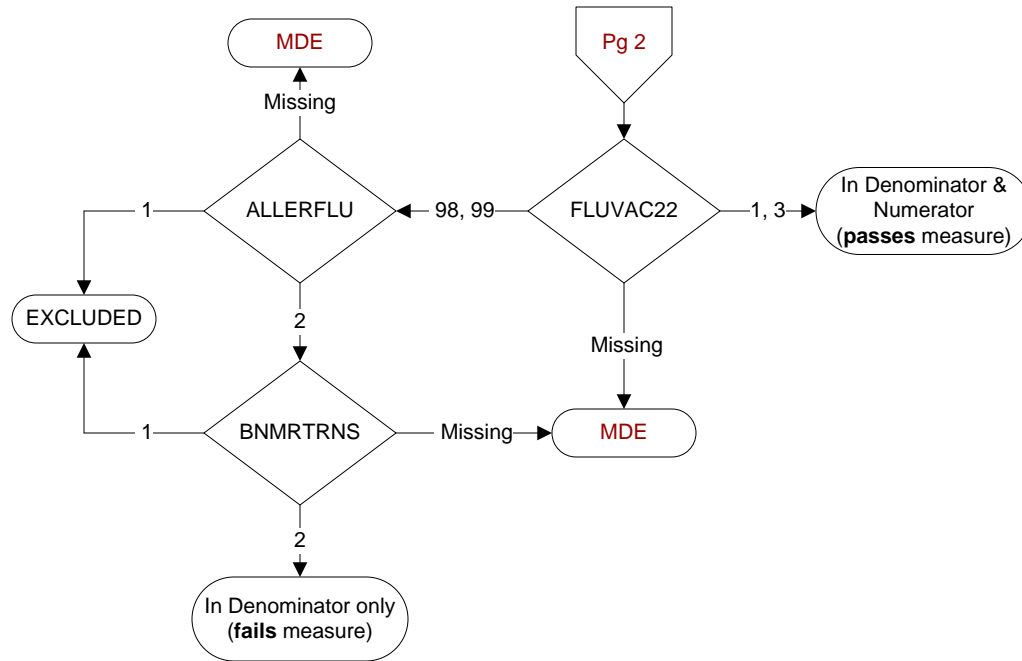 MDE
Pg 2
Missing
ALLERFLU
98, 99
FLUVAC22
1, 3
In Denominator &
Numerator
(passes measure)
1
EXCLUDED
2
Missing
1
BNMRTRNS
Missing
MDE
2
In Denominator only
(fails measure)